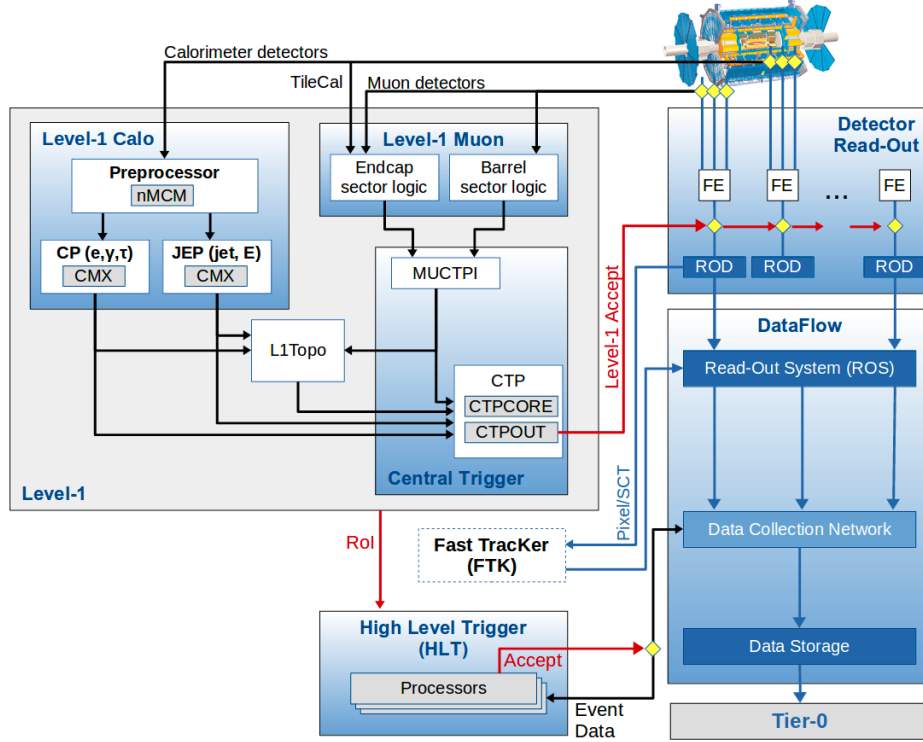 Calorimeter detectors
TileCal
Muon detectors
Level-1 Calo
Preprocessor
nMCM
CP (e,γ,τ)
CMX
JEP (jet, E)
CMX
Level-1 Muon
Endcap
sector logic
Barrel
sector logic
MUCTPI
L1Topo
CTP
CTPCORE
CTPOUT
Central Trigger
Level-1
Level-1 Accept
Detector
Read-Out
FE
FE
...
FE
ROD
ROD
ROD
DataFlow
Read-Out System (ROS)
Pixel/SCT
Data Collection Network
Data Storage
Tier-0
RoI
Fast TracKer
(FTK)
High Level Trigger
(HLT)
Accept
Processors
Event
Data